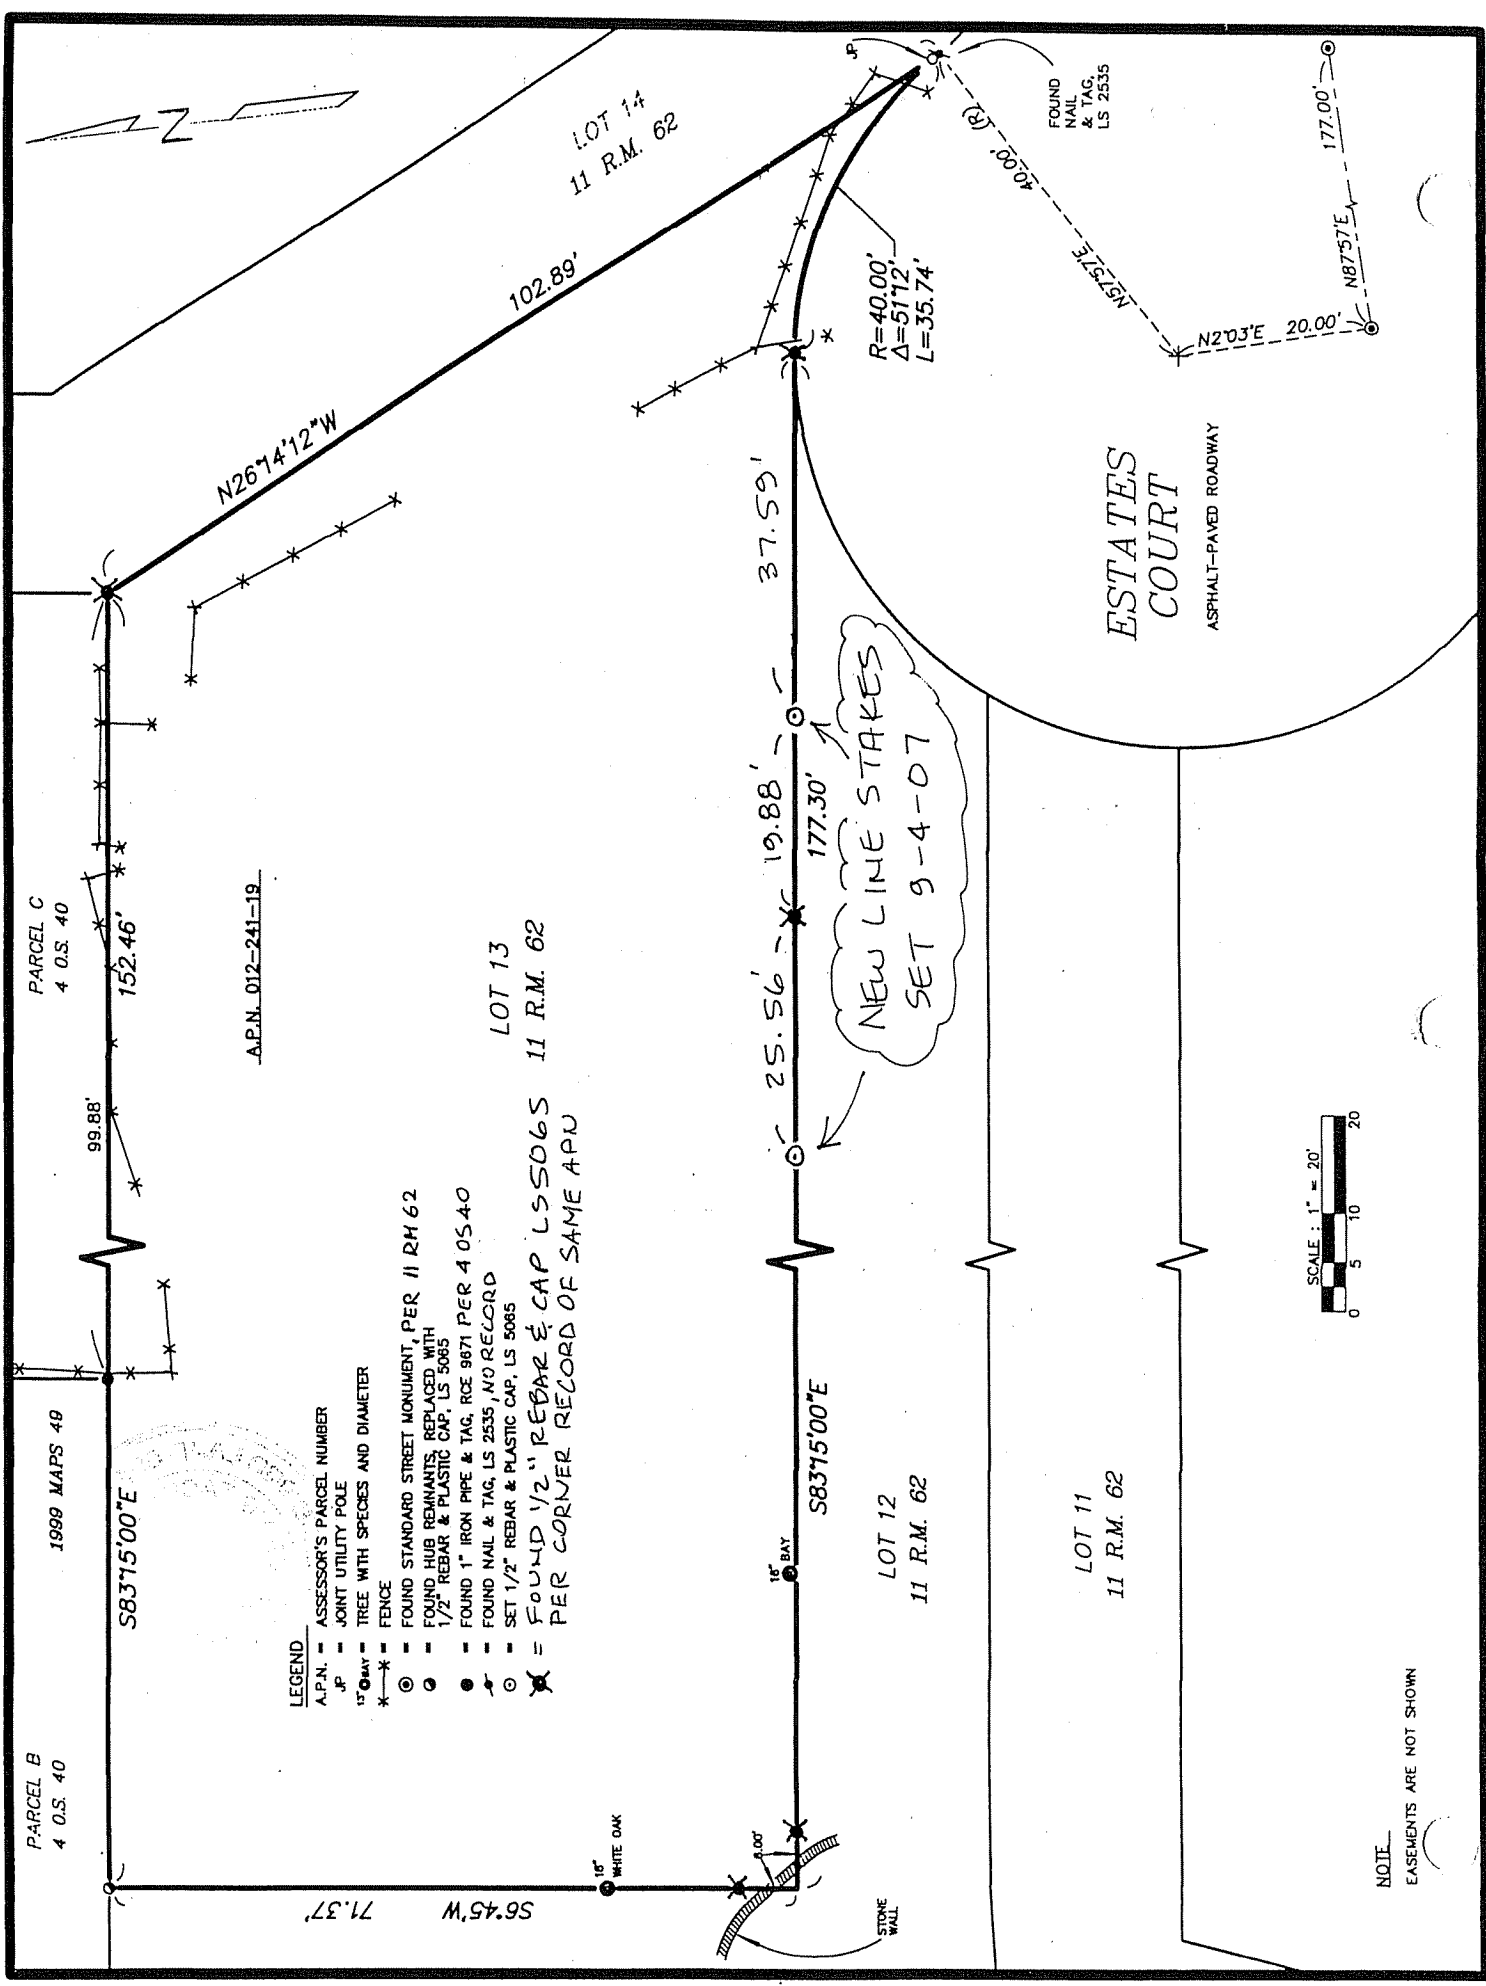 PARCEL B
4 O.S. 40
1999 MAPS 49
PARCEL C
4 O.S. 40
S83°15'00"E
99.88'
152.46'
N26°14'12"W
102.89'
LOT 14
11 R.M. 62
N
A.P.N. 012-241-19
LOT 13
11 R.M. 62
LEGEND
A.P.N. = ASSESSOR'S PARCEL NUMBER
JP = JOINT UTILITY POLE
BAY = TREE WITH SPECIES AND DIAMETER
= FENCE
= FOUND STANDARD STREET MONUMENT, PER 11 RM 62
= FOUND HUB REMNANTS, REPLACED WITH
1/2" REBAR & PLASTIC CAP, LS 5065
= FOUND 1" IRON PIPE & TAG, RCE 9671 PER 4 OS 40
= FOUND NAIL & TAG, LS 2535, NO RECORD
= SET 1/2" REBAR & PLASTIC CAP, LS 5065
= FOUND 1/2" REBAR & CAP LS5065
PER CORNER RECORD OF SAME APN
S6°45'W
71.37'
18"
WHITE OAK
6.00'
STONE
WALL
18" BAY
S83°15'00"E
25.56'
19.88'
37.59'
177.30'
NEW LINE STAKES
SET 9-4-07
R=40.00'
Δ=51°12'
L=35.74'
JP
FOUND
NAIL
& TAG,
LS 2535
N57°57'E
40.00' (R)
N2°03'E 20.00'
N87°57'E
177.00'
ESTATES
COURT
ASPHALT-PAVED ROADWAY
LOT 12
11 R.M. 62
LOT 11
11 R.M. 62
SCALE : 1" = 20'
0 5 10 20
NOTE
EASEMENTS ARE NOT SHOWN